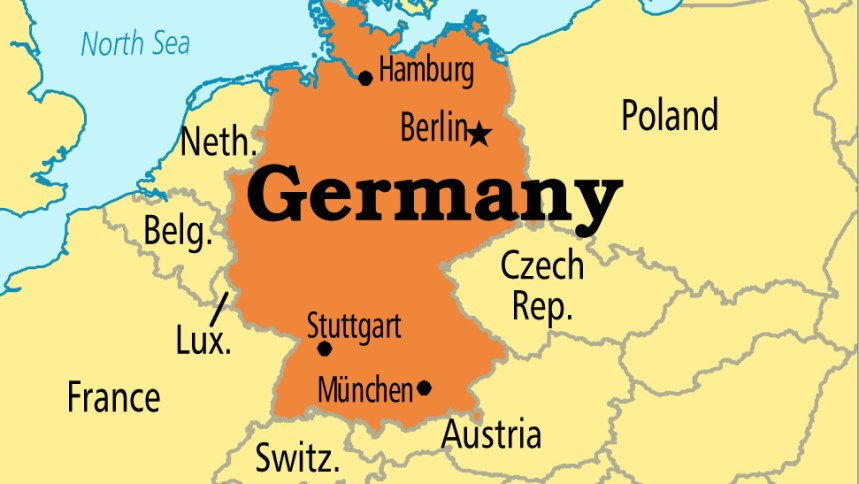 North Sea
Hamburg
Berlin
Poland
Neth.
Germany
Belg.
Czech
Rep.
Lux.
Stuttgart
France
München
Austria
Switz.